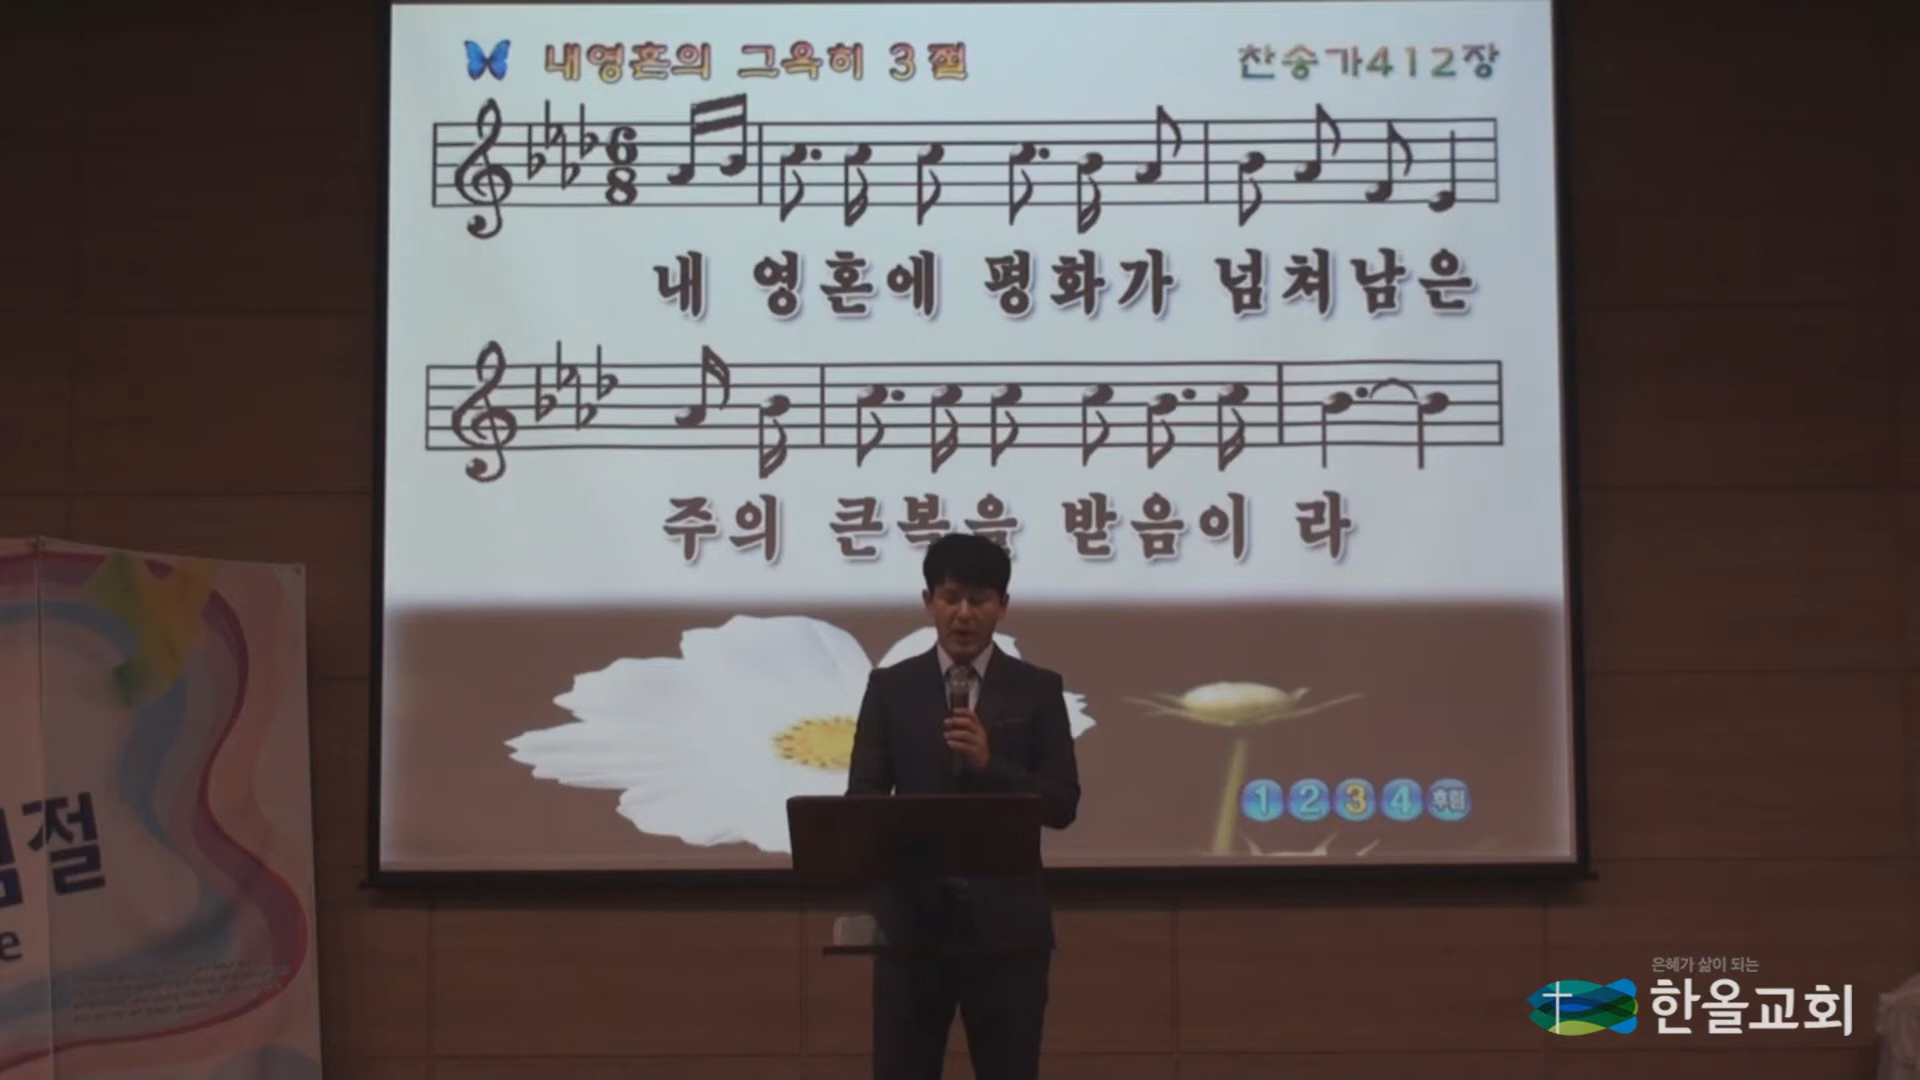 내영혼의 그윽히 3절
찬송가412장
6
8
내 영혼에 평화가 넘쳐남은
주의 큰복을 받음이 라
1 2 3 4 후렴
절
e
은혜가 삶이 되는
한올교회